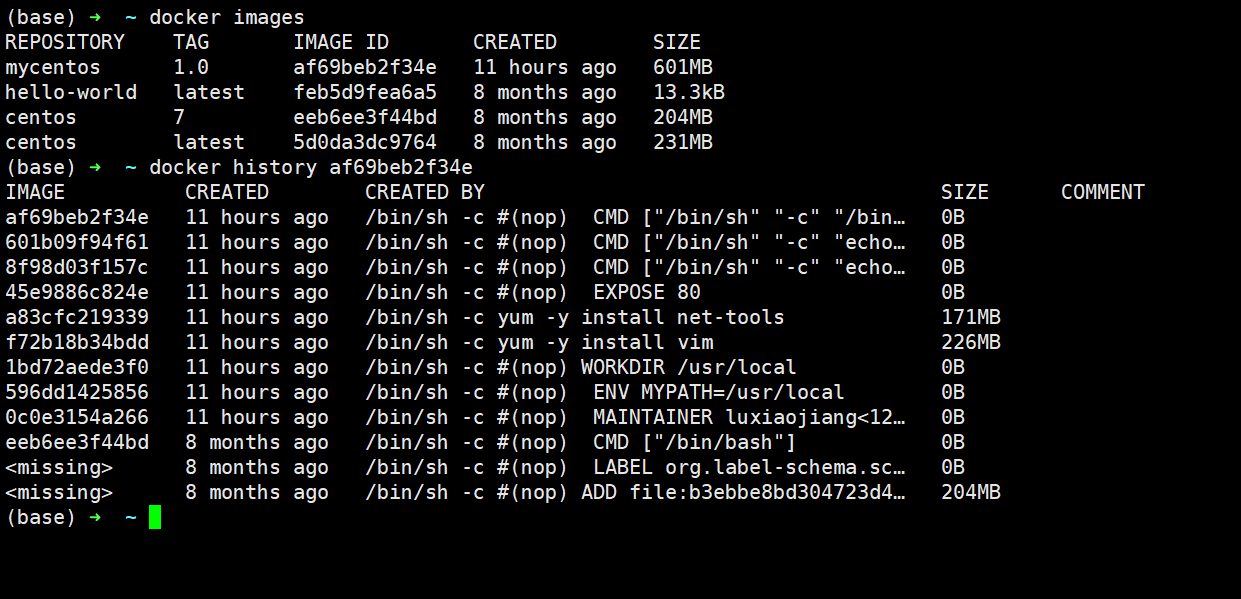 (base) ➜  ~ docker images
REPOSITORY    TAG       IMAGE ID       CREATED        SIZE
mycentos      1.0       af69beb2f34e   11 hours ago   601MB
hello-world   latest    feb5d9fea6a5   8 months ago   13.3kB
centos        7         eeb6ee3f44bd   8 months ago   204MB
centos        latest    5d0da3dc9764   8 months ago   231MB
(base) ➜  ~ docker history af69beb2f34e
IMAGE          CREATED        CREATED BY                                      SIZE      COMMENT
af69beb2f34e   11 hours ago   /bin/sh -c #(nop)  CMD ["/bin/sh" "-c" "/bin…   0B
601b09f94f61   11 hours ago   /bin/sh -c #(nop)  CMD ["/bin/sh" "-c" "echo…   0B
8f98d03f157c   11 hours ago   /bin/sh -c #(nop)  CMD ["/bin/sh" "-c" "echo…   0B
45e9886c824e   11 hours ago   /bin/sh -c #(nop)  EXPOSE 80                    0B
a83cfc219339   11 hours ago   /bin/sh -c yum -y install net-tools             171MB
f72b18b34bdd   11 hours ago   /bin/sh -c yum -y install vim                   226MB
1bd72aede3f0   11 hours ago   /bin/sh -c #(nop) WORKDIR /usr/local            0B
596dd1425856   11 hours ago   /bin/sh -c #(nop)  ENV MYPATH=/usr/local        0B
0c0e3154a266   11 hours ago   /bin/sh -c #(nop)  MAINTAINER luxiaojiang<12…   0B
eeb6ee3f44bd   8 months ago   /bin/sh -c #(nop)  CMD ["/bin/bash"]            0B
<missing>      8 months ago   /bin/sh -c #(nop)  LABEL org.label-schema.sc…   0B
<missing>      8 months ago   /bin/sh -c #(nop) ADD file:b3ebbe8bd304723d4…   204MB
(base) ➜  ~